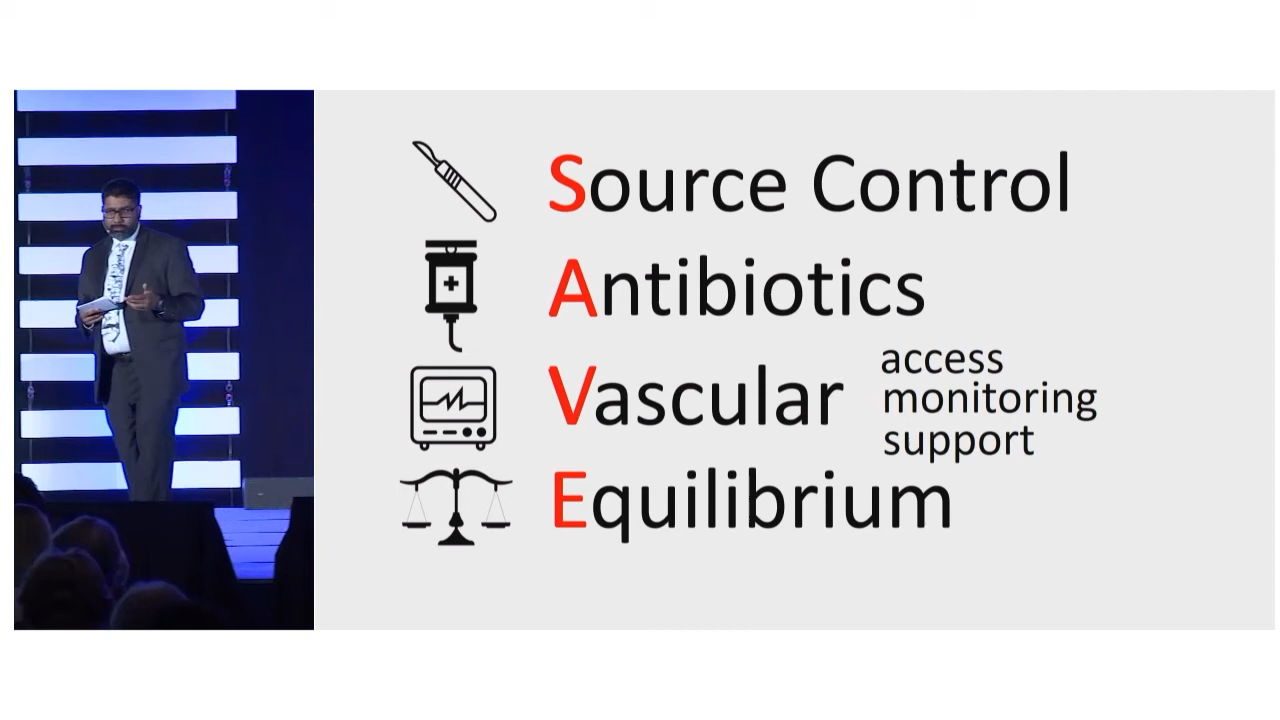 Source Control
Antibiotics
Vascular
access
monitoring
support
Equilibrium